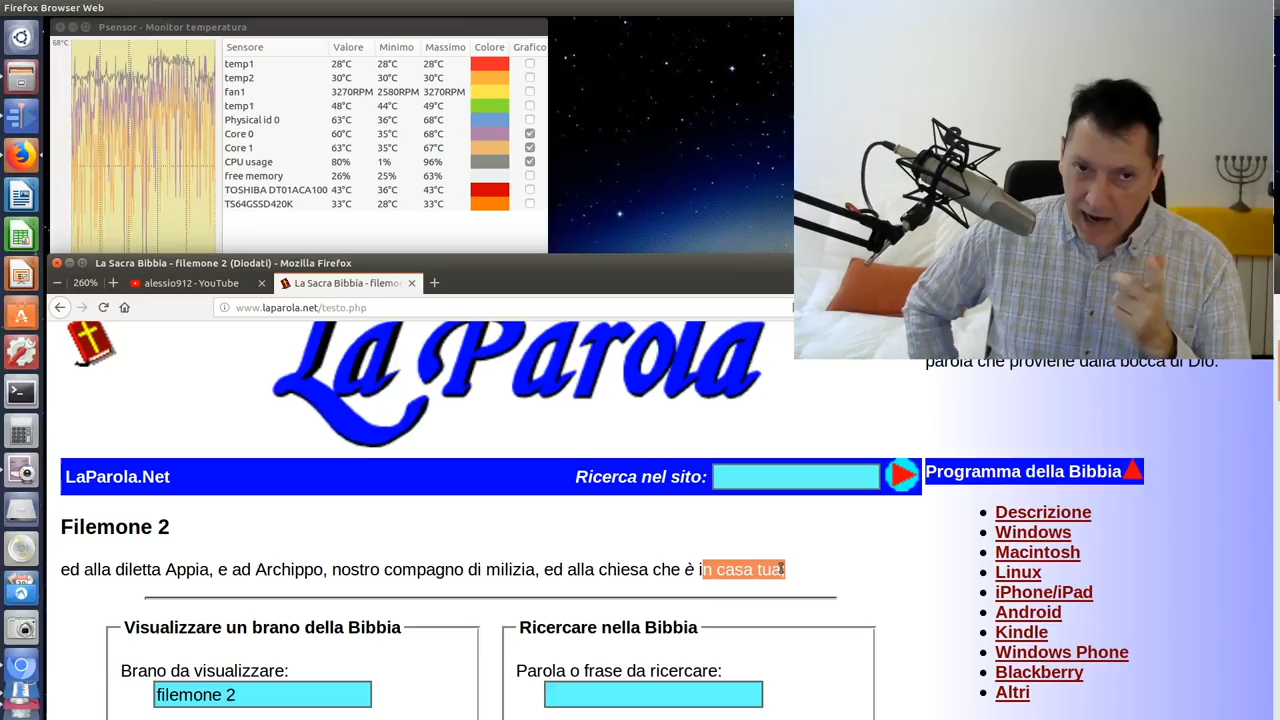 Firefox Browser Web
Psensor - Monitor temperatura
68°C
Sensore Valore Minimo Massimo Colore Grafico
temp1 28°C 28°C 28°C
temp2 30°C 30°C 30°C
fan1 3270RPM 2580RPM 3270RPM
temp1 48°C 44°C 49°C
Physical id 0 63°C 36°C 68°C
Core 0 60°C 35°C 68°C
Core 1 63°C 35°C 67°C
CPU usage 80% 1% 96%
free memory 26% 25% 63%
TOSHIBA DT01ACA100 43°C 36°C 43°C
TS64GSSD420K 33°C 28°C 33°C
La Sacra Bibbia - filemone 2 (Diodati) - Mozilla Firefox
260% alessio912 - YouTube La Sacra Bibbia - filemo
www.laparola.net/testo.php
La Parola
parola che proviene dalla bocca di Dio.
LaParola.Net Ricerca nel sito:
Programma della Bibbia
Filemone 2
ed alla diletta Appia, e ad Archippo, nostro compagno di milizia, ed alla chiesa che è in casa tua,
Visualizzare un brano della Bibbia
Brano da visualizzare:
filemone 2
Ricercare nella Bibbia
Parola o frase da ricercare:
Descrizione
Windows
Macintosh
Linux
iPhone/iPad
Android
Kindle
Windows Phone
Blackberry
Altri